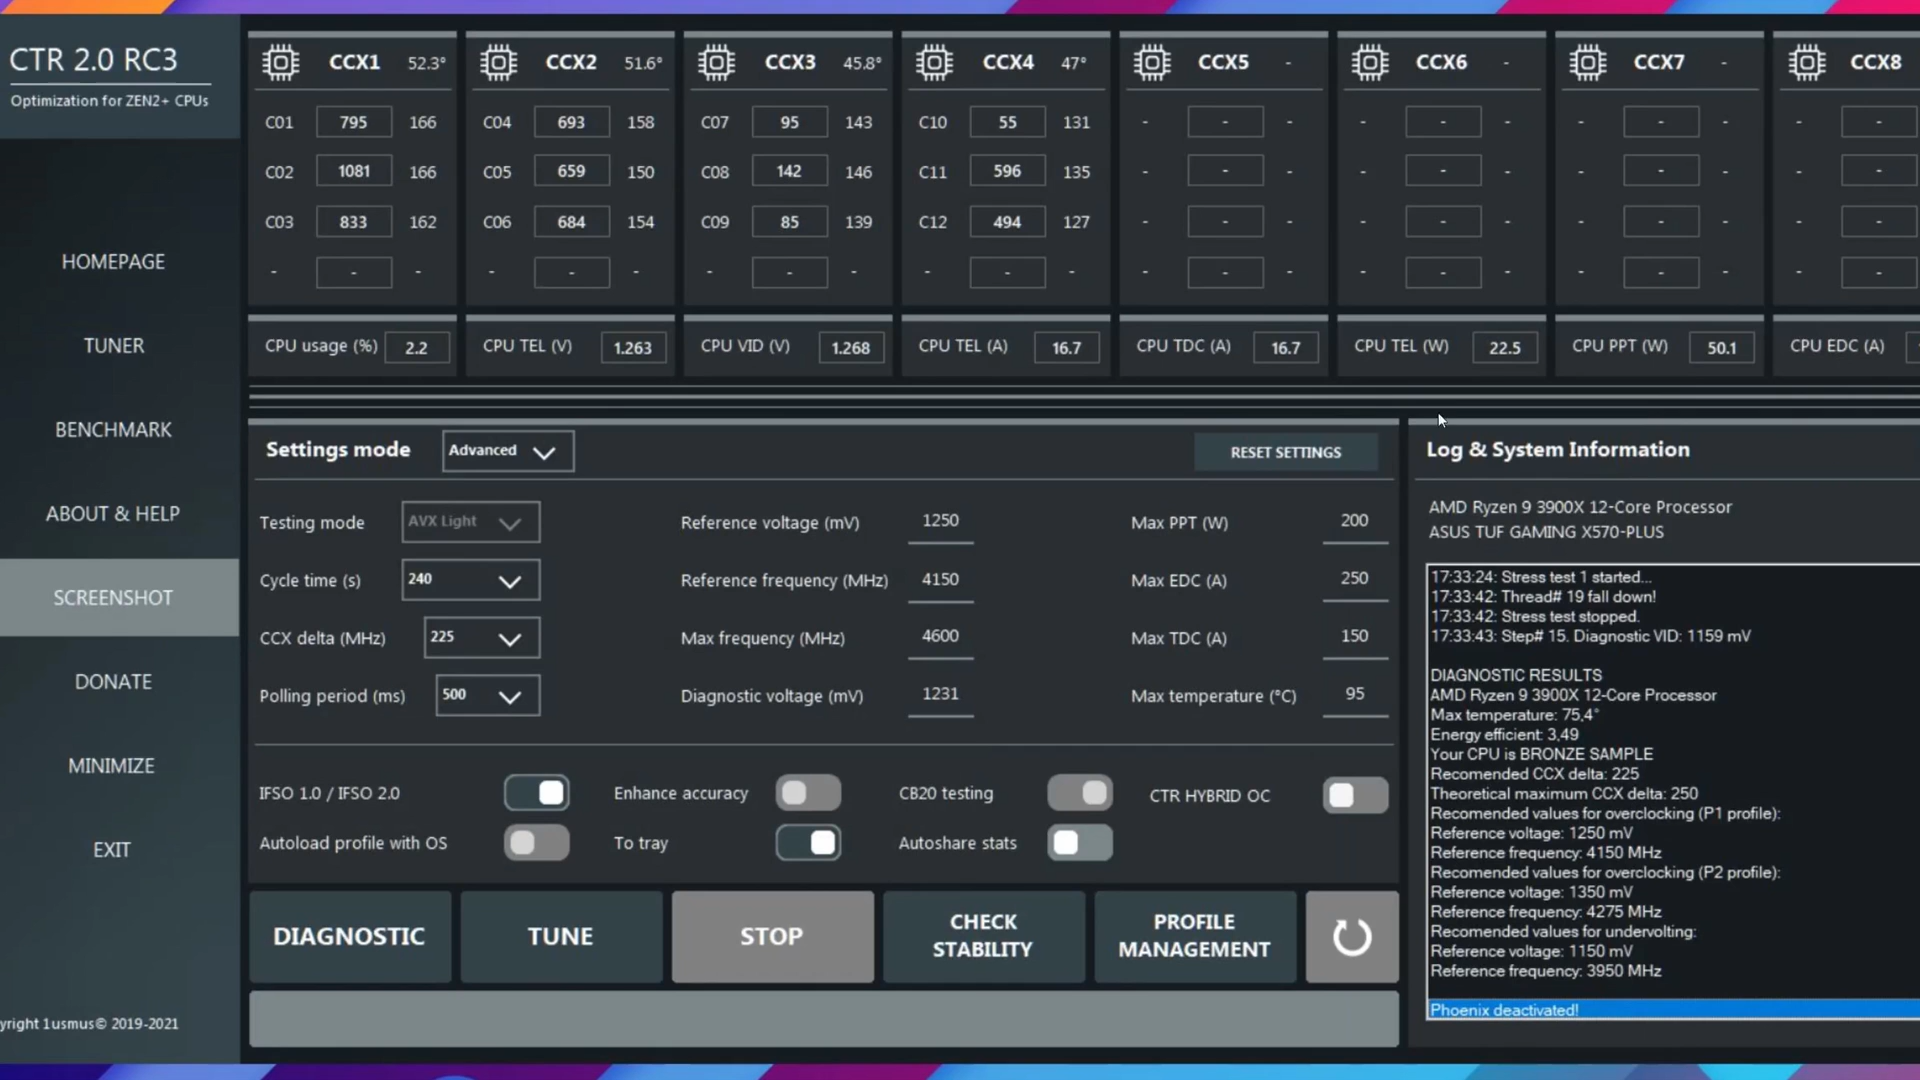 CTR 2.0 RC3
Optimization for ZEN2+ CPUs
HOMEPAGE
TUNER
BENCHMARK
ABOUT & HELP
SCREENSHOT
DONATE
MINIMIZE
EXIT
yright 1usmus© 2019-2021
CCX1 52.3° CCX2 51.6° CCX3 45.8° CCX4 47° CCX5 - CCX6 - CCX7 - CCX8
C01 795 166 C04 693 158 C07 95 143 C10 55 131 - - - - - - - - - - -
C02 1081 166 C05 659 150 C08 142 146 C11 596 135 - - - - - - - - - - -
C03 833 162 C06 684 154 C09 85 139 C12 494 127 - - - - - - - - - - -
- - - - - - - - - - - - - - - - - - - - - - -
CPU usage (%) 2.2 CPU TEL (V) 1.263 CPU VID (V) 1.268 CPU TEL (A) 16.7 CPU TDC (A) 16.7 CPU TEL (W) 22.5 CPU PPT (W) 50.1 CPU EDC (A)
Settings mode Advanced RESET SETTINGS
Testing mode AVX Light Reference voltage (mV) 1250 Max PPT (W) 200
Cycle time (s) 240 Reference frequency (MHz) 4150 Max EDC (A) 250
CCX delta (MHz) 225 Max frequency (MHz) 4600 Max TDC (A) 150
Polling period (ms) 500 Diagnostic voltage (mV) 1231 Max temperature (°C) 95
IFSO 1.0 / IFSO 2.0 Enhance accuracy CB20 testing CTR HYBRID OC
Autoload profile with OS To tray Autoshare stats
DIAGNOSTIC TUNE STOP CHECK STABILITY PROFILE MANAGEMENT
Log & System Information
AMD Ryzen 9 3900X 12-Core Processor
ASUS TUF GAMING X570-PLUS
17:33:24: Stress test 1 started...
17:33:42: Thread# 19 fall down!
17:33:42: Stress test stopped.
17:33:43: Step# 15. Diagnostic VID: 1159 mV
DIAGNOSTIC RESULTS
AMD Ryzen 9 3900X 12-Core Processor
Max temperature: 75,4°
Energy efficient: 3,49
Your CPU is BRONZE SAMPLE
Recomended CCX delta: 225
Theoretical maximum CCX delta: 250
Recomended values for overclocking (P1 profile):
Reference voltage: 1250 mV
Reference frequency: 4150 MHz
Recomended values for overclocking (P2 profile):
Reference voltage: 1350 mV
Reference frequency: 4275 MHz
Recomended values for undervolting:
Reference voltage: 1150 mV
Reference frequency: 3950 MHz
Phoenix deactivated!